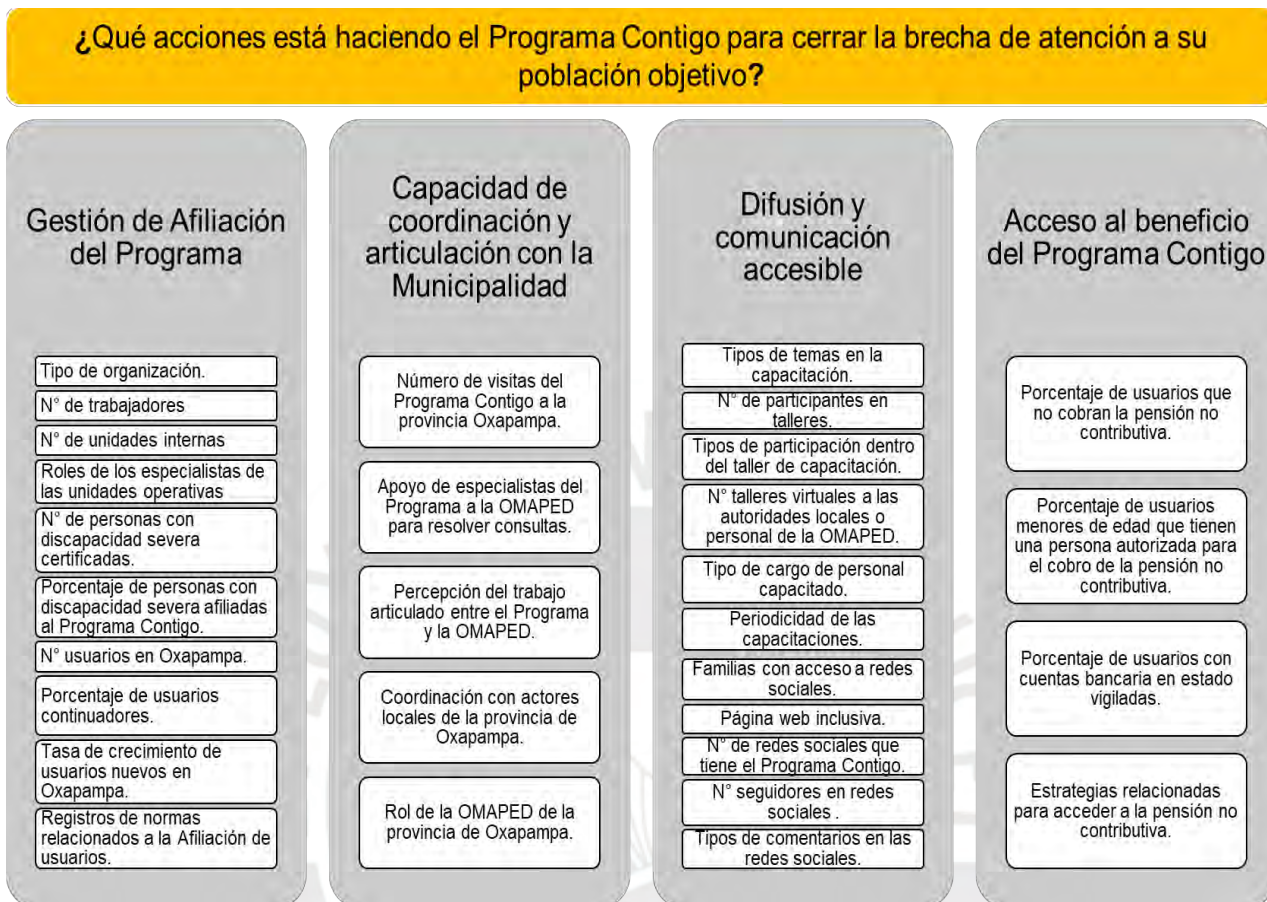 ¿Qué acciones está haciendo el Programa Contigo para cerrar la brecha de atención a su
población objetivo?
Gestión de Afiliación
del Programa
Tipo de organización.
N° de trabajadores
N° de unidades internas
Roles de los especialistas de
las unidades operativas
N° de personas con
discapacidad severa
certificadas.
Porcentaje de personas con
discapacidad severa afiliadas
al Programa Contigo.
N° usuarios en Oxapampa.
Porcentaje de usuarios
continuadores.
Tasa de crecimiento de
usuarios nuevos en
Oxapampa.
Registros de normas
relacionados a la Afiliación de
usuarios.
Capacidad de
coordinación y
articulación con la
Municipalidad
Número de visitas del
Programa Contigo a la
provincia Oxapampa.
Apoyo de especialistas del
Programa a la OMAPED
para resolver consultas.
Percepción del trabajo
articulado entre el Programa
y la OMAPED.
Coordinación con actores
locales de la provincia de
Oxapampa.
Rol de la OMAPED de la
provincia de Oxapampa.
Difusión y
comunicación
accesible
Tipos de temas en la
capacitación.
N° de participantes en
talleres.
Tipos de participación dentro
del taller de capacitación.
N° talleres virtuales a las
autoridades locales o
personal de la OMAPED.
Tipo de cargo de personal
capacitado.
Periodicidad de las
capacitaciones.
Familias con acceso a redes
sociales.
Página web inclusiva.
N° de redes sociales que
tiene el Programa Contigo.
N° seguidores en redes
sociales .
Tipos de comentarios en las
redes sociales.
Acceso al beneficio
del Programa Contigo
Porcentaje de usuarios que
no cobran la pensión no
contributiva.
Porcentaje de usuarios
menores de edad que tienen
una persona autorizada para
el cobro de la pensión no
contributiva.
Porcentaje de usuarios con
cuentas bancaria en estado
vigiladas.
Estrategias relacionadas
para acceder a la pensión no
contributiva.